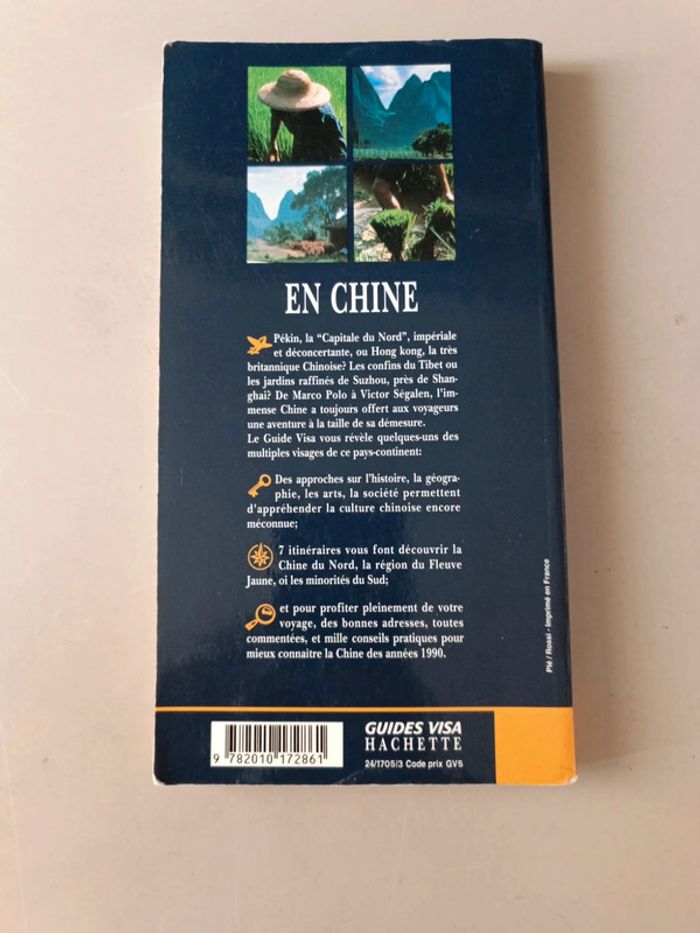 EN CHINE
Pékin, la "Capitale du Nord", impériale
et déconcertante, ou Hong kong, la très
britannique Chinoise? Les confins du Tibet ou
les jardins raffinés de Suzhou, près de Shan-
ghai? De Marco Polo à Victor Ségalen, l'im-
mense Chine a toujours offert aux voyageurs
une aventure à la taille de sa démesure.
Le Guide Visa vous révèle quelques-uns des
multiples visages de ce pays-continent:
Des approches sur l'histoire, la géogra-
phie, les arts, la société permettent
d'appréhender la culture chinoise encore
méconnue;
7 itinéraires vous font découvrir la
Chine du Nord, la région du Fleuve
Jaune, oi les minorités du Sud;
et pour profiter pleinement de votre
voyage, des bonnes adresses, toutes
commentées, et mille conseils pratiques pour
mieux connaitre la Chine des années 1990.
Plé / Rossi - Imprimé en France
9 782010 172861
GUIDES VISA
HACHETTE
24/1705/3 Code prix GV5